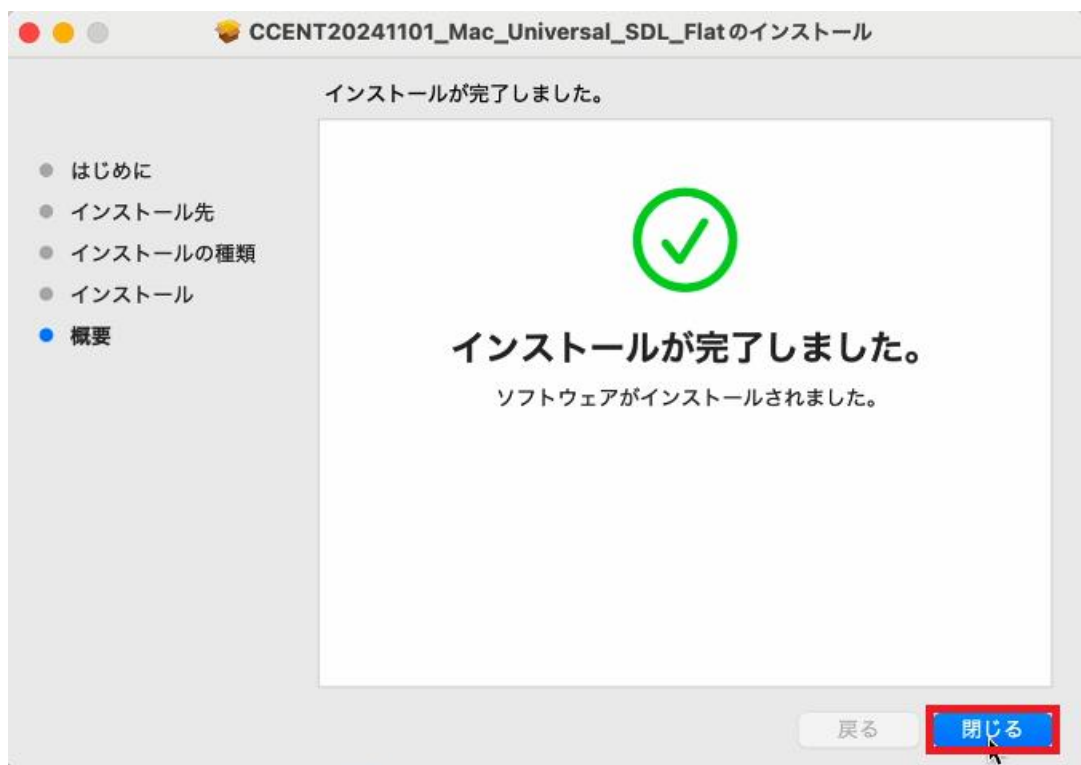 CCENT20241101_Mac_Universal_SDL_Flatのインストール
インストールが完了しました。
はじめに
インストール先
インストールの種類
インストール
概要
インストールが完了しました。
ソフトウェアがインストールされました。
戻る
閉じる